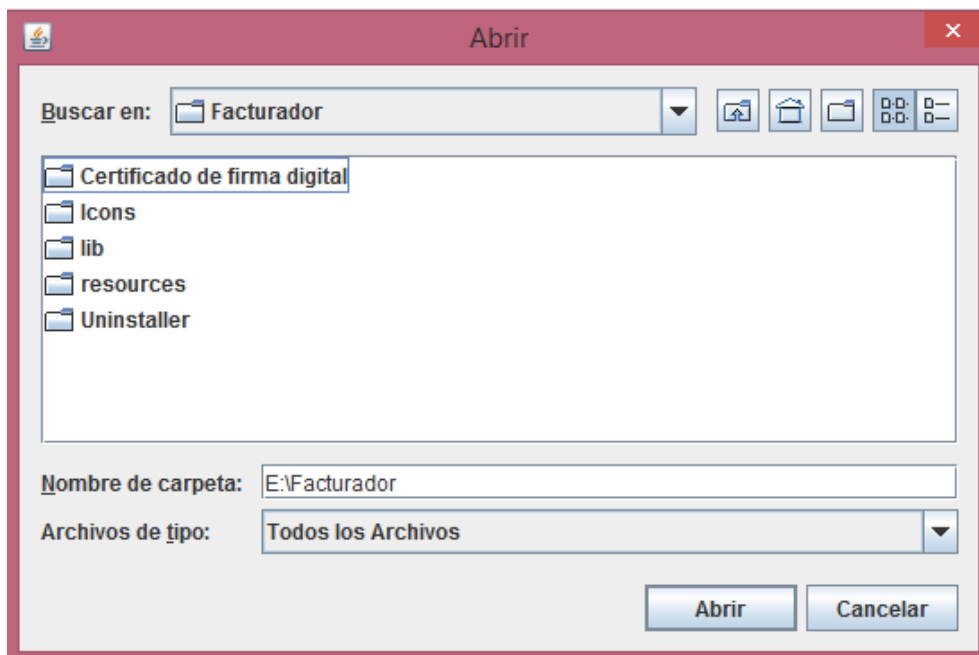 Abrir
Buscar en: Facturador
Certificado de firma digital
Icons
lib
resources
Uninstaller
Nombre de carpeta: E:\Facturador
Archivos de tipo: Todos los Archivos
Abrir Cancelar